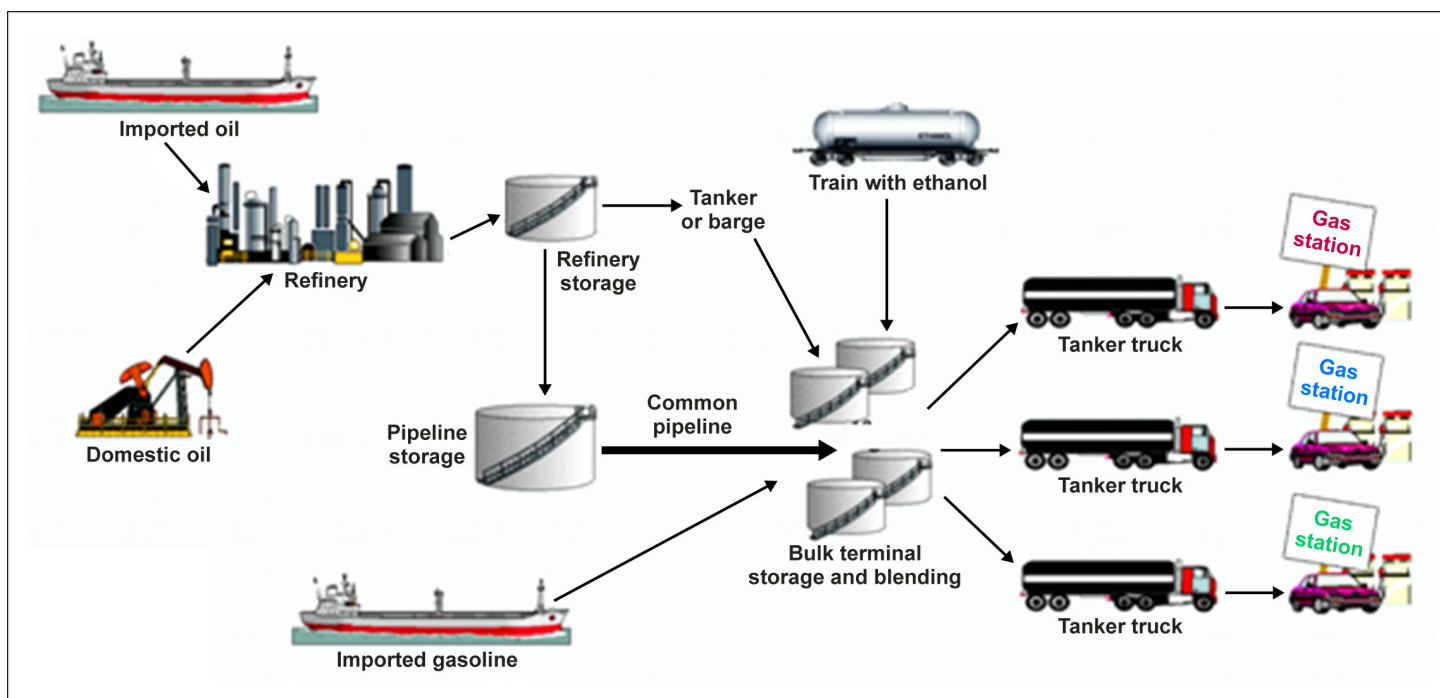 Imported oil
Train with ethanol
ETHANOL
Refinery
Tanker
or barge
Refinery
storage
Domestic oil
Pipeline
storage
Common
pipeline
Imported gasoline
Bulk terminal
storage and blending
Tanker truck
Gas
station
Tanker truck
Gas
station
Tanker truck
Gas
station